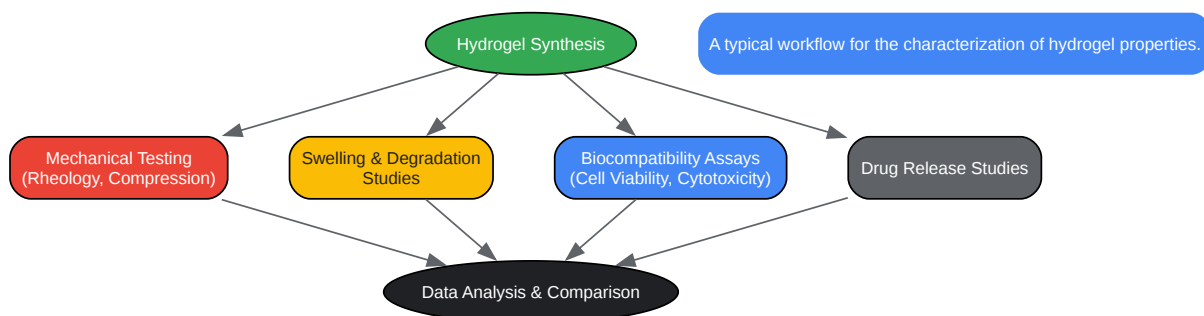 Hydrogel Synthesis
A typical workflow for the characterization of hydrogel properties.
Mechanical Testing
(Rheology, Compression)
Swelling & Degradation
Studies
Biocompatibility Assays
(Cell Viability, Cytotoxicity)
Drug Release Studies
Data Analysis & Comparison